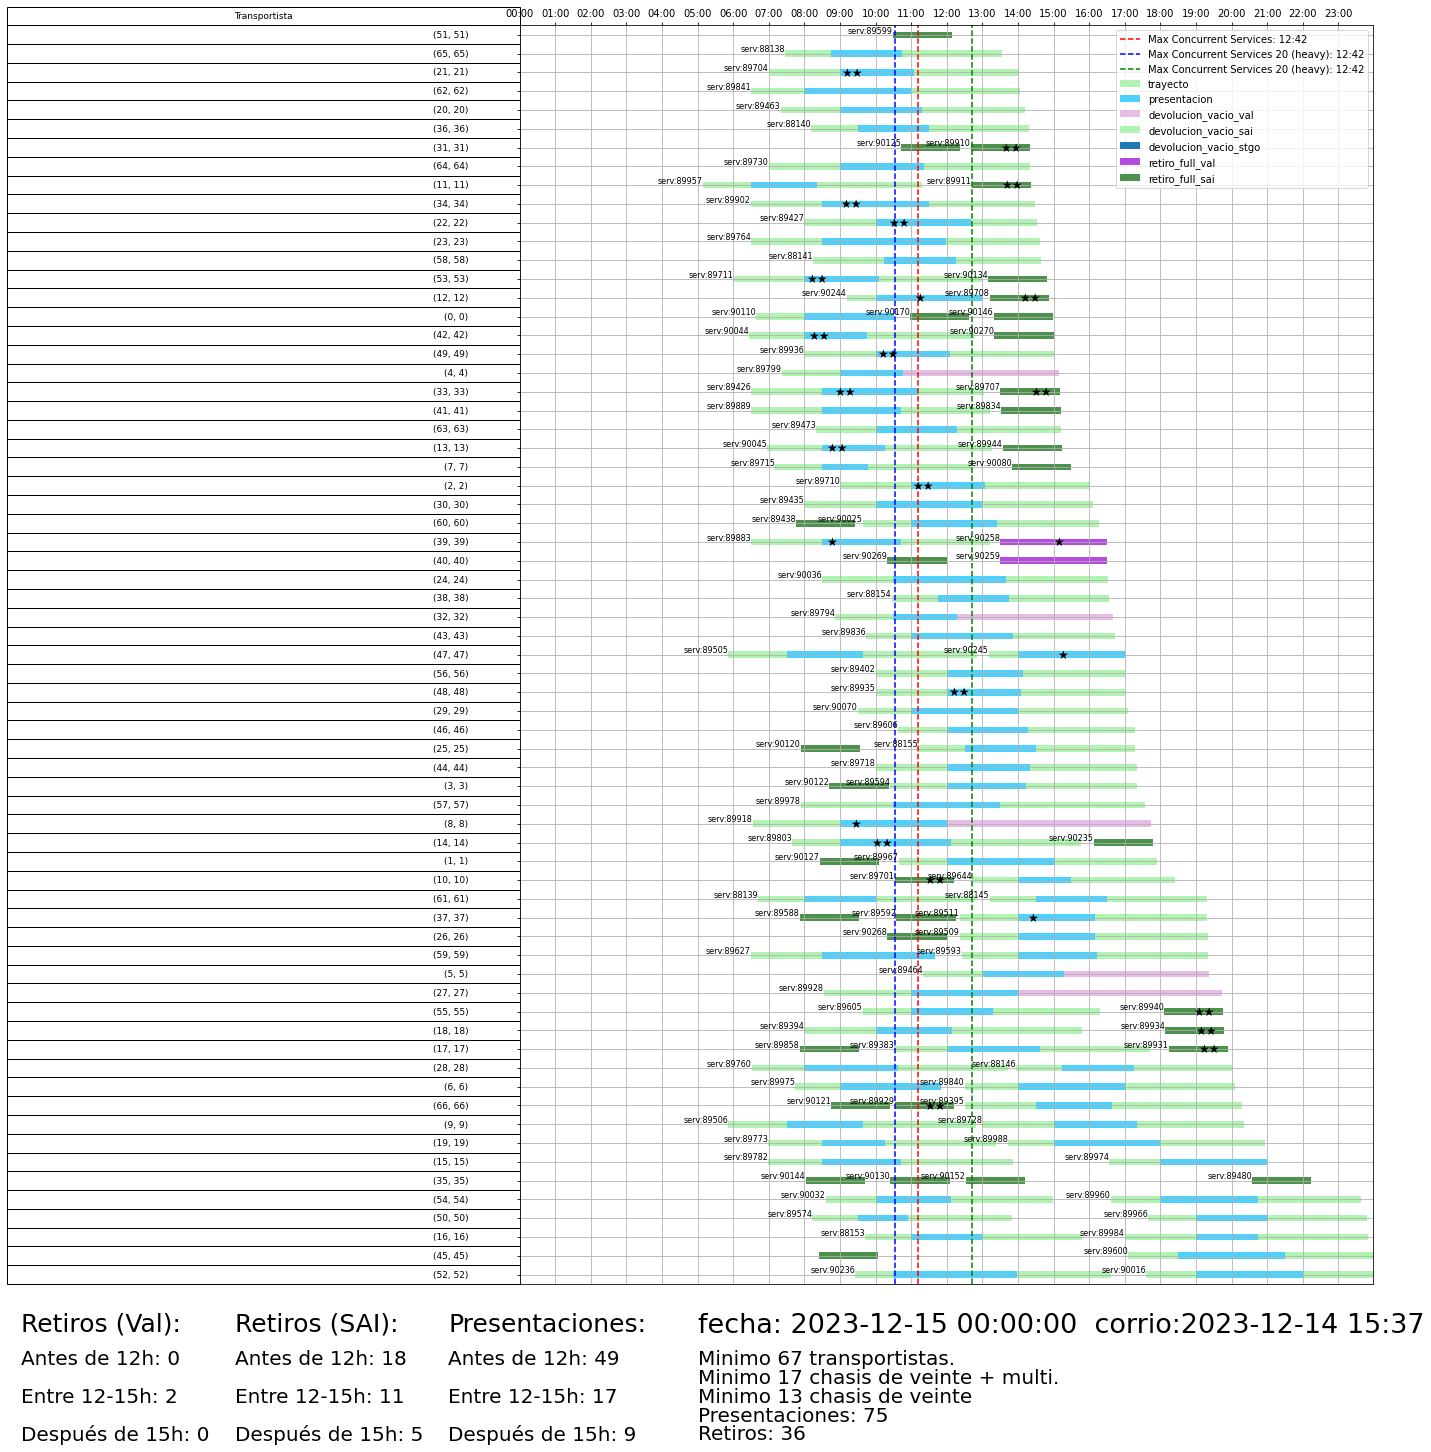 Transportista
00:00 01:00 02:00 03:00 04:00 05:00 06:00 07:00 08:00 09:00 10:00 11:00 12:00 13:00 14:00 15:00 16:00 17:00 18:00 19:00 20:00 21:00 22:00 23:00
Max Concurrent Services: 12:42
Max Concurrent Services 20 (heavy): 12:42
Max Concurrent Services 20 (heavy): 12:42
trayecto
presentacion
devolucion_vacio_val
devolucion_vacio_sai
devolucion_vacio_stgo
retiro_full_val
retiro_full_sai
(51, 51) serv:89599
(65, 65) serv:88138
(21, 21) serv:89704
(62, 62) serv:89841
(20, 20) serv:89463
(36, 36) serv:88140
(31, 31) serv:90125 serv:89910
(64, 64) serv:89730
(11, 11) serv:89957 serv:89911
(34, 34) serv:89902
(22, 22) serv:89427
(23, 23) serv:89764
(58, 58) serv:88141
(53, 53) serv:89711 serv:90134
(12, 12) serv:90244 serv:89708
(0, 0) serv:90110 serv:90170 serv:90146
(42, 42) serv:90044 serv:90270
(49, 49) serv:89936
(4, 4) serv:89799
(33, 33) serv:89426 serv:89707
(41, 41) serv:89889 serv:89834
(63, 63) serv:89473
(13, 13) serv:90045 serv:89944
(7, 7) serv:89715 serv:90080
(2, 2) serv:89710
(30, 30) serv:89435
(60, 60) serv:89438 serv:90025
(39, 39) serv:89883 serv:90258
(40, 40) serv:90269 serv:90259
(24, 24) serv:90036
(38, 38) serv:88154
(32, 32) serv:89794
(43, 43) serv:89836
(47, 47) serv:89505 serv:90245
(56, 56) serv:89402
(48, 48) serv:89935
(29, 29) serv:90070
(46, 46) serv:89606
(25, 25) serv:90120 serv:88155
(44, 44) serv:89718
(3, 3) serv:90122 serv:89594
(57, 57) serv:89978
(8, 8) serv:89918
(14, 14) serv:89803 serv:90235
(1, 1) serv:90127 serv:89967
(10, 10) serv:89701 serv:89644
(61, 61) serv:88139 serv:88145
(37, 37) serv:89588 serv:89592 serv:89511
(26, 26) serv:90268 serv:89509
(59, 59) serv:89627 serv:89593
(5, 5) serv:89464
(27, 27) serv:89928
(55, 55) serv:89605 serv:89940
(18, 18) serv:89394 serv:89934
(17, 17) serv:89858 serv:89383 serv:89931
(28, 28) serv:89760 serv:88146
(6, 6) serv:89975 serv:89840
(66, 66) serv:90121 serv:89929 serv:89395
(9, 9) serv:89506 serv:89728
(19, 19) serv:89773 serv:89988
(15, 15) serv:89782 serv:89974
(35, 35) serv:90144 serv:90130 serv:90152 serv:89480
(54, 54) serv:90032 serv:89960
(50, 50) serv:89574 serv:89966
(16, 16) serv:88153 serv:89984
(45, 45) serv:89600
(52, 52) serv:90236 serv:90016
Retiros (Val):
Antes de 12h: 0
Entre 12-15h: 2
Después de 15h: 0
Retiros (SAI):
Antes de 12h: 18
Entre 12-15h: 11
Después de 15h: 5
Presentaciones:
Antes de 12h: 49
Entre 12-15h: 17
Después de 15h: 9
fecha: 2023-12-15 00:00:00 corrio:2023-12-14 15:37
Minimo 67 transportistas.
Minimo 17 chasis de veinte + multi.
Minimo 13 chasis de veinte
Presentaciones: 75
Retiros: 36